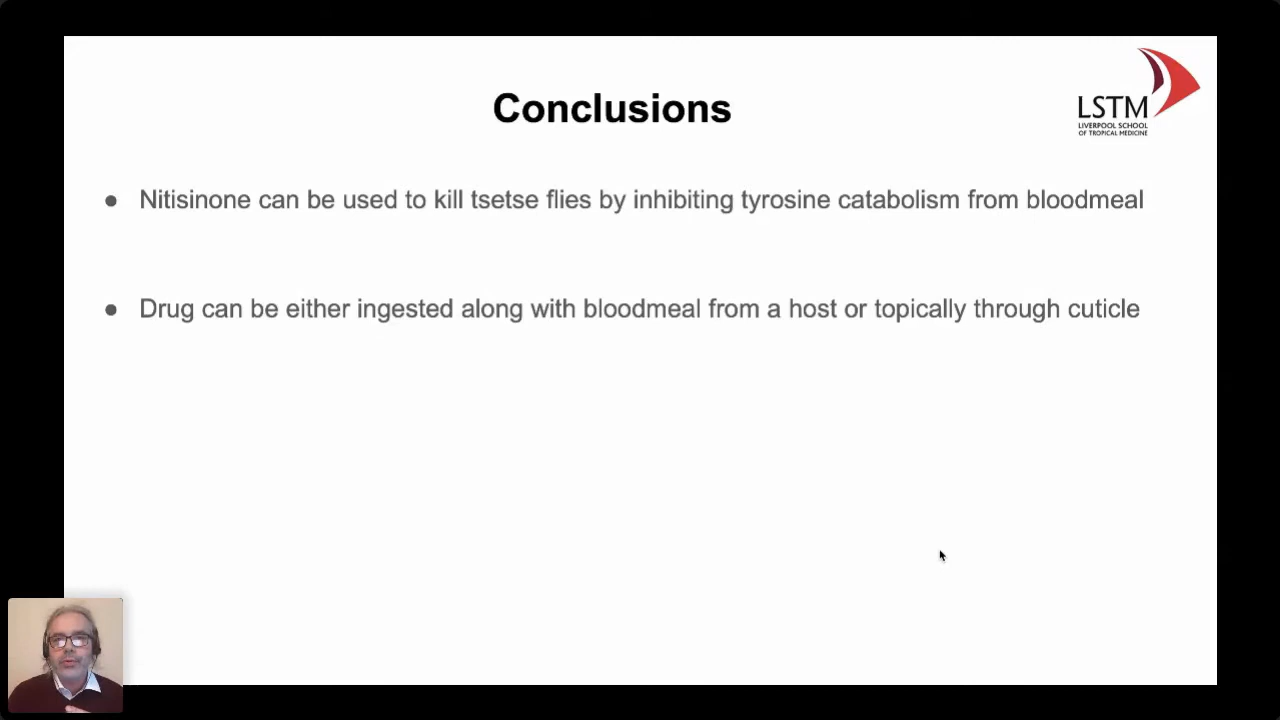 Conclusions
LSTM
LIVERPOOL SCHOOL
OF TROPICAL MEDICINE
● Nitisinone can be used to kill tsetse flies by inhibiting tyrosine catabolism from bloodmeal
● Drug can be either ingested along with bloodmeal from a host or topically through cuticle